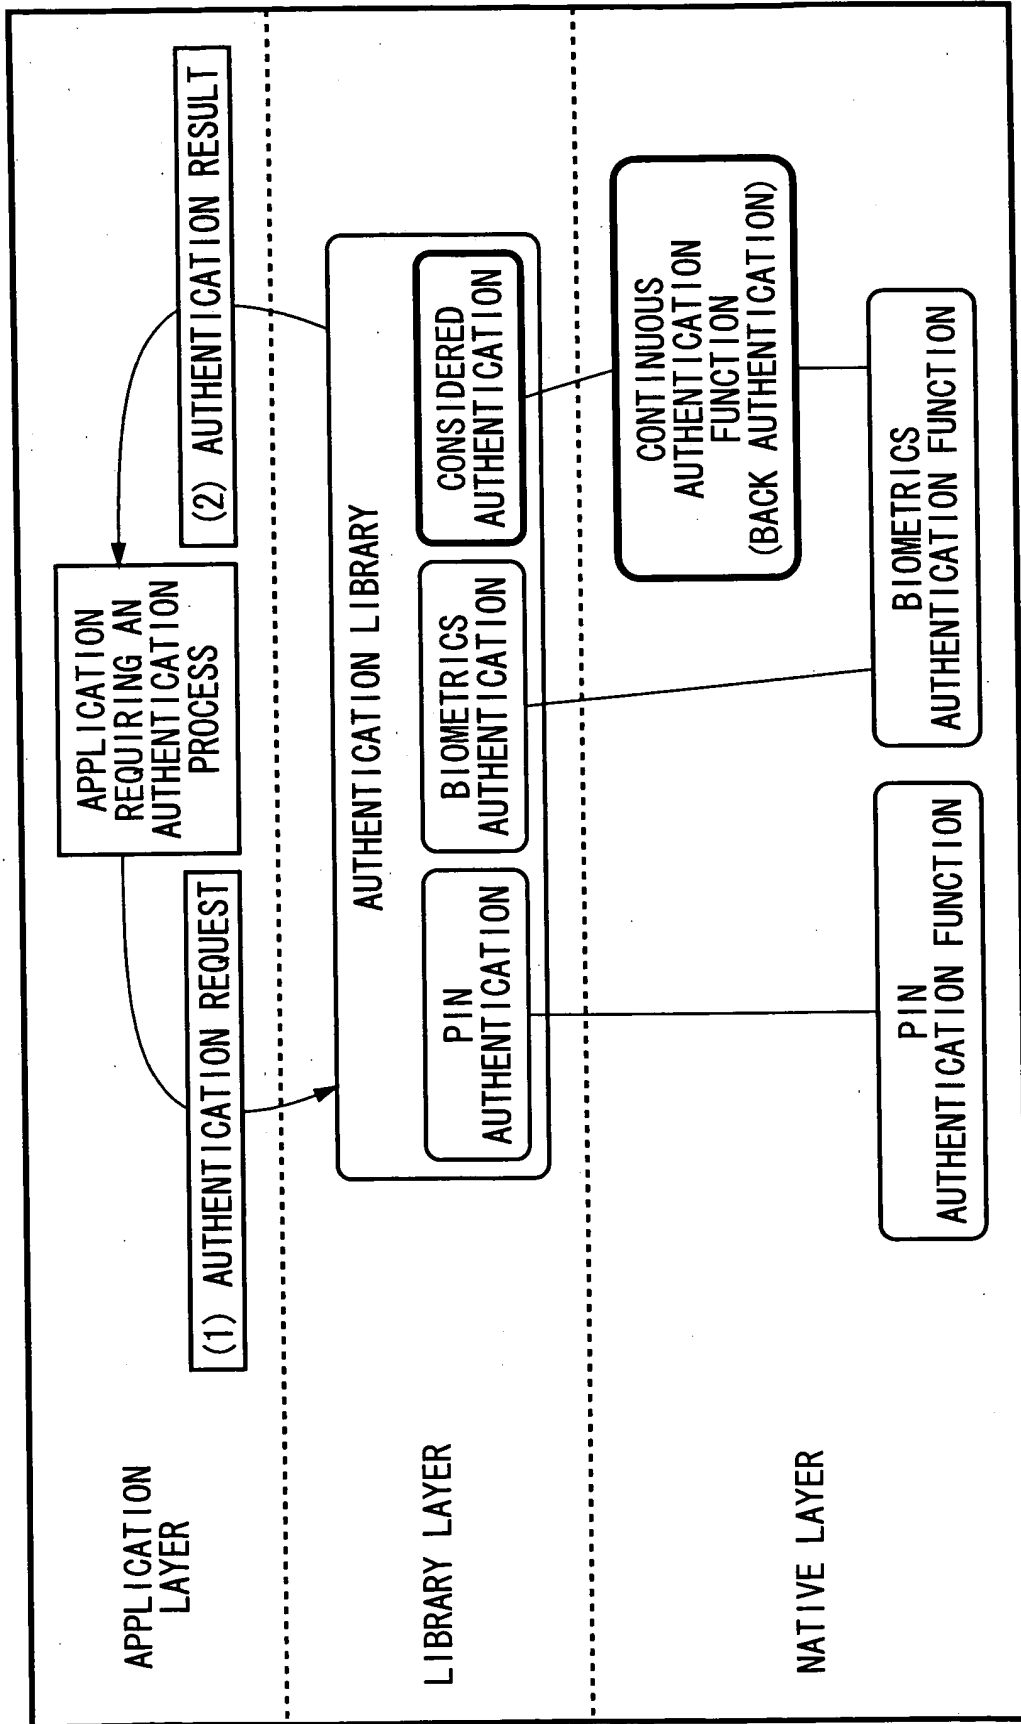 APPLICATION
LAYER
APPLICATION
REQUIRING AN
AUTHENTICATION
PROCESS
(1) AUTHENTICATION REQUEST
(2) AUTHENTICATION RESULT
LIBRARY LAYER
AUTHENTICATION LIBRARY
PIN
AUTHENTICATION
BIOMETRICS
AUTHENTICATION
CONSIDERED
AUTHENTICATION
NATIVE LAYER
CONTINUOUS
AUTHENTICATION
FUNCTION
(BACK AUTHENTICATION)
PIN
AUTHENTICATION FUNCTION
BIOMETRICS
AUTHENTICATION FUNCTION